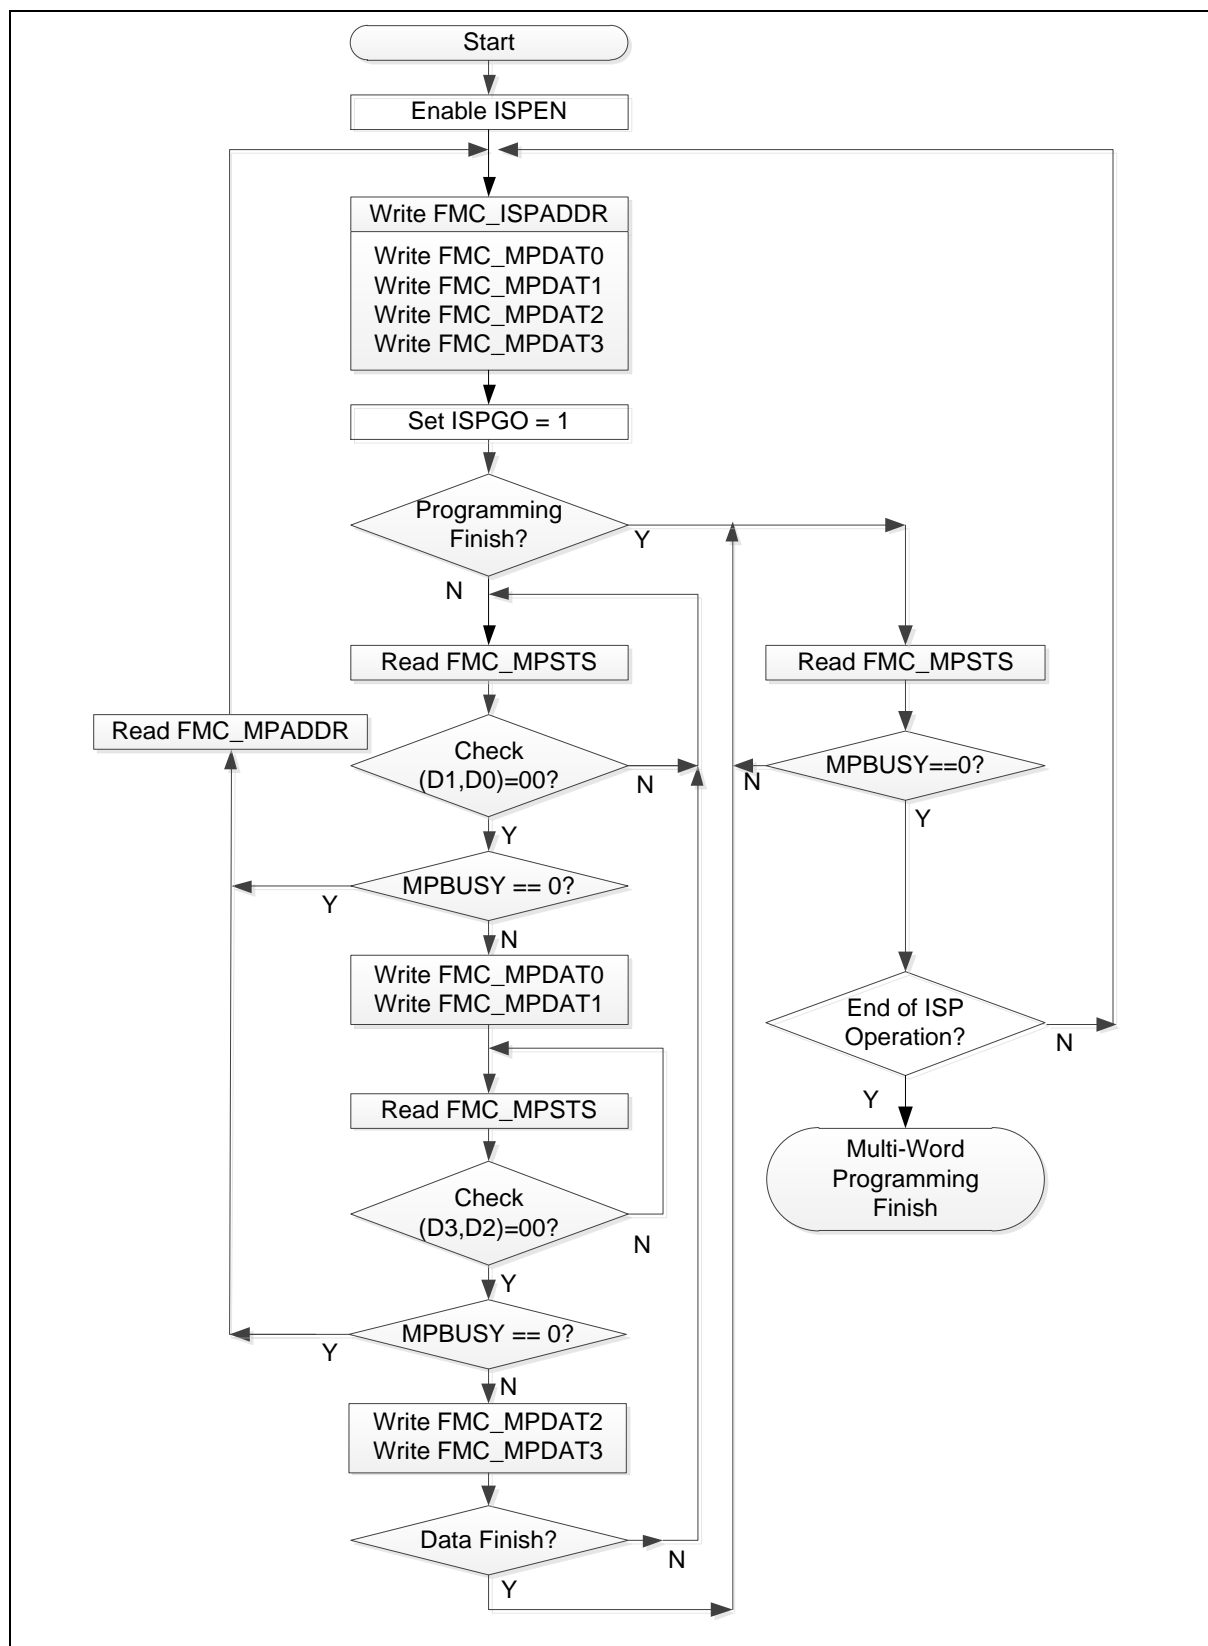 Start
Enable ISPEN
Write FMC_ISPADDR
Write FMC_MPDAT0
Write FMC_MPDAT1
Write FMC_MPDAT2
Write FMC_MPDAT3
Set ISPGO = 1
Programming
Finish?
Y
N
Read FMC_MPSTS
Read FMC_MPSTS
Read FMC_MPADDR
Check
(D1,D0)=00?
N
MPBUSY==0?
N
Y
Y
MPBUSY == 0?
Y
N
Write FMC_MPDAT0
Write FMC_MPDAT1
End of ISP
Operation?
N
Y
Read FMC_MPSTS
Multi-Word
Programming
Finish
Check
(D3,D2)=00?
N
Y
MPBUSY == 0?
Y
N
Write FMC_MPDAT2
Write FMC_MPDAT3
Data Finish?
N
Y